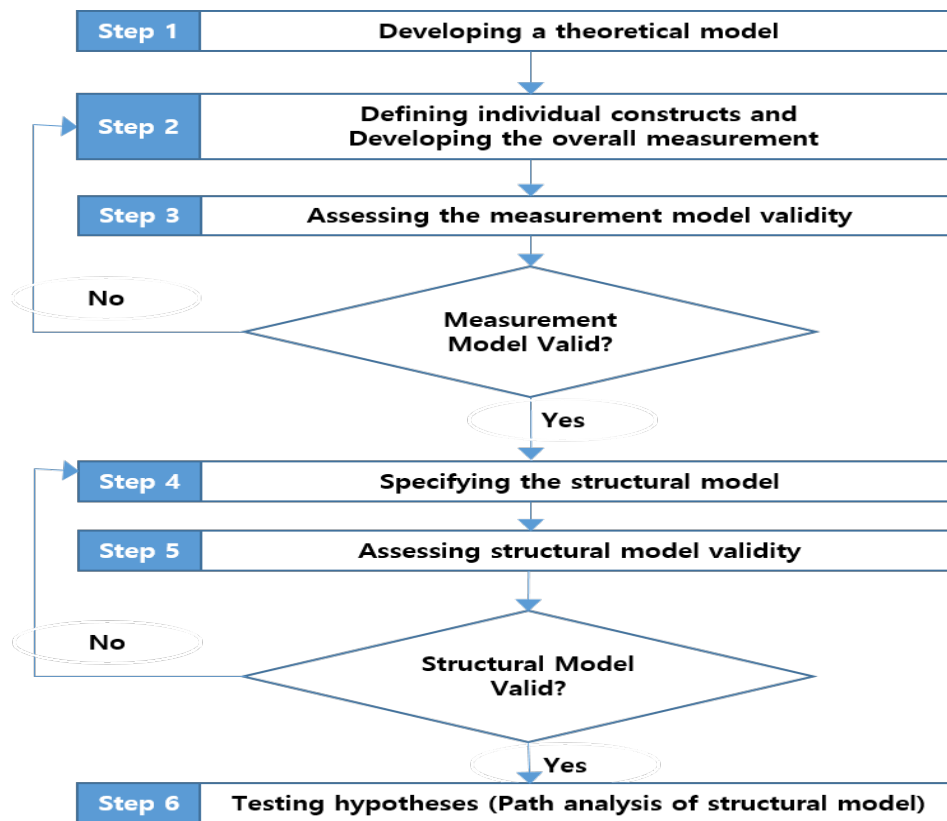 Step 1
Developing a theoretical model
Step 2
Defining individual constructs and
Developing the overall measurement
Step 3
Assessing the measurement model validity
No
Measurement
Model Valid?
Yes
Step 4
Specifying the structural model
Step 5
Assessing structural model validity
No
Structural Model
Valid?
Yes
Step 6
Testing hypotheses (Path analysis of structural model)